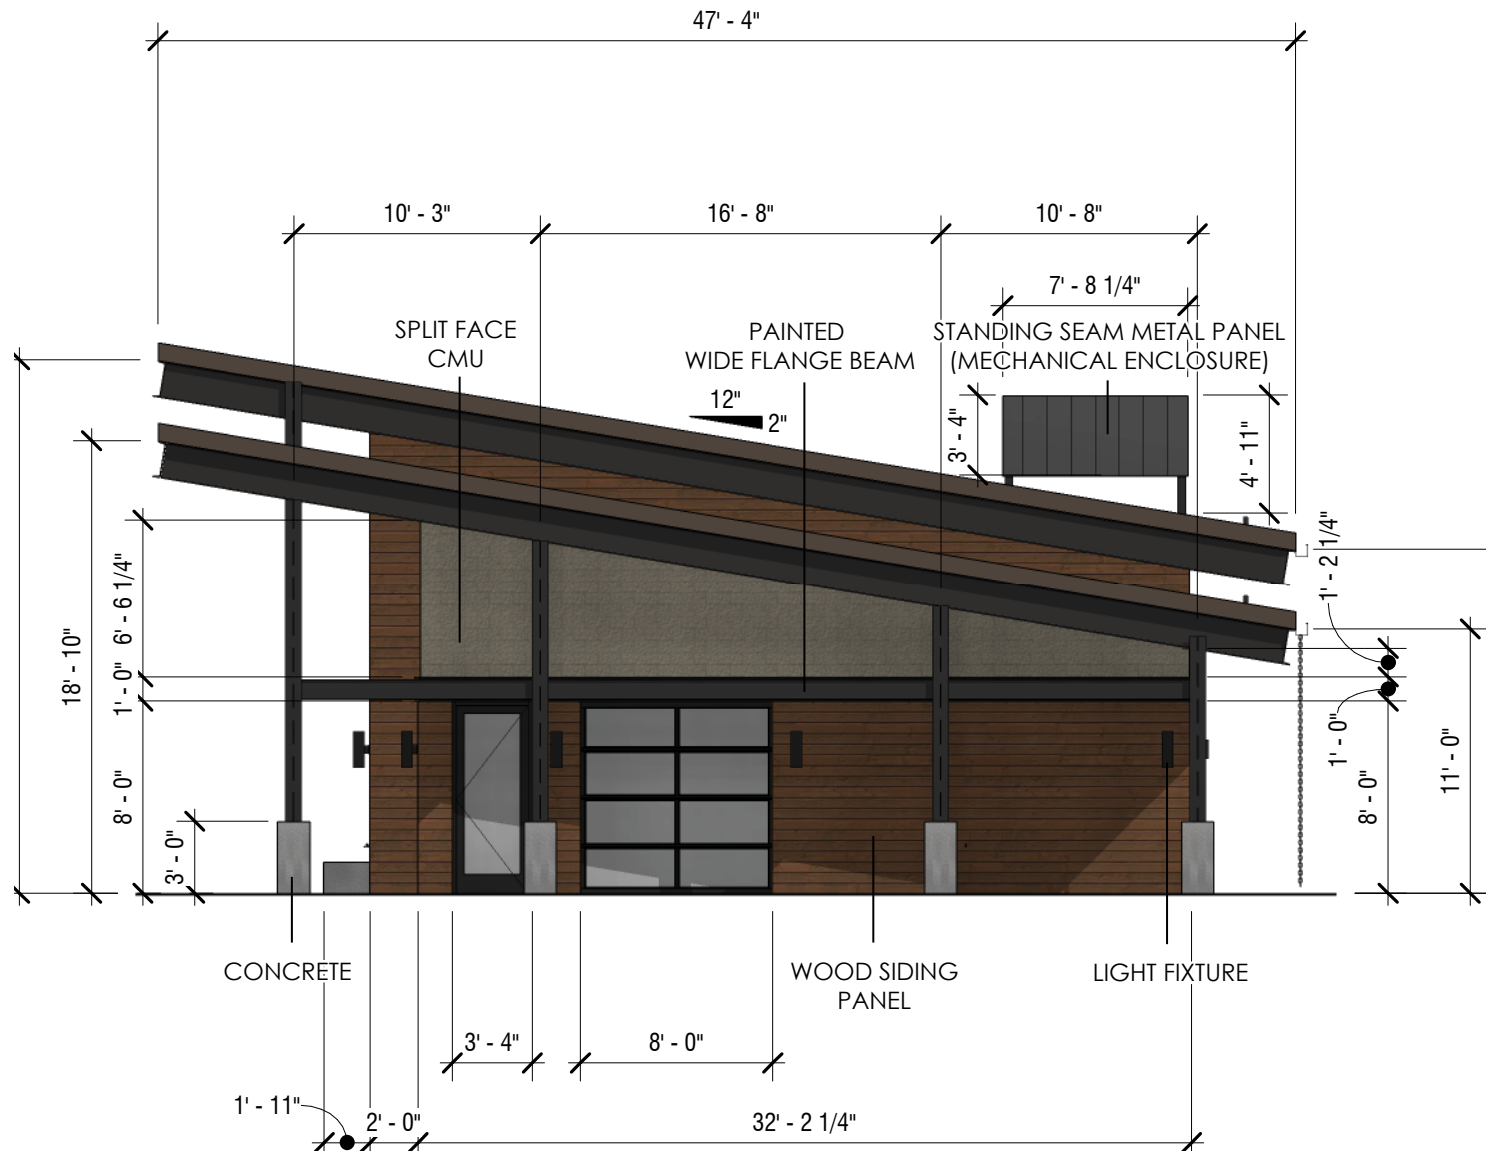 47' - 4"
10' - 3"
16' - 8"
10' - 8"
7' - 8 1/4"
SPLIT FACE
CMU
PAINTED
WIDE FLANGE BEAM
STANDING SEAM METAL PANEL
(MECHANICAL ENCLOSURE)
12"
2"
3' - 4"
4' - 11"
1' - 2 1/4"
18' - 10"
6' - 6 1/4"
1' - 0"
8' - 0"
3' - 0"
1' - 0"
8' - 0"
11' - 0"
CONCRETE
WOOD SIDING
PANEL
LIGHT FIXTURE
3' - 4"
8' - 0"
1' - 11"
2' - 0"
32' - 2 1/4"